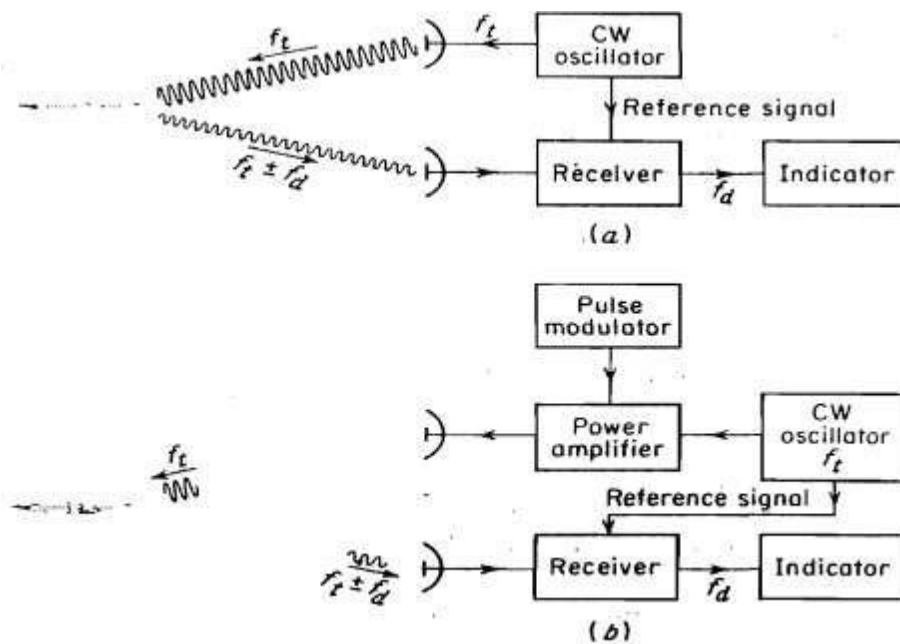 f_t
f_t
CW
oscillator
Reference signal
f_t ± f_d
Receiver
f_d
Indicator
(a)
Pulse
modulator
f_t
Power
amplifier
CW
oscillator
f_t
Reference signal
f_t ± f_d
Receiver
f_d
Indicator
(b)